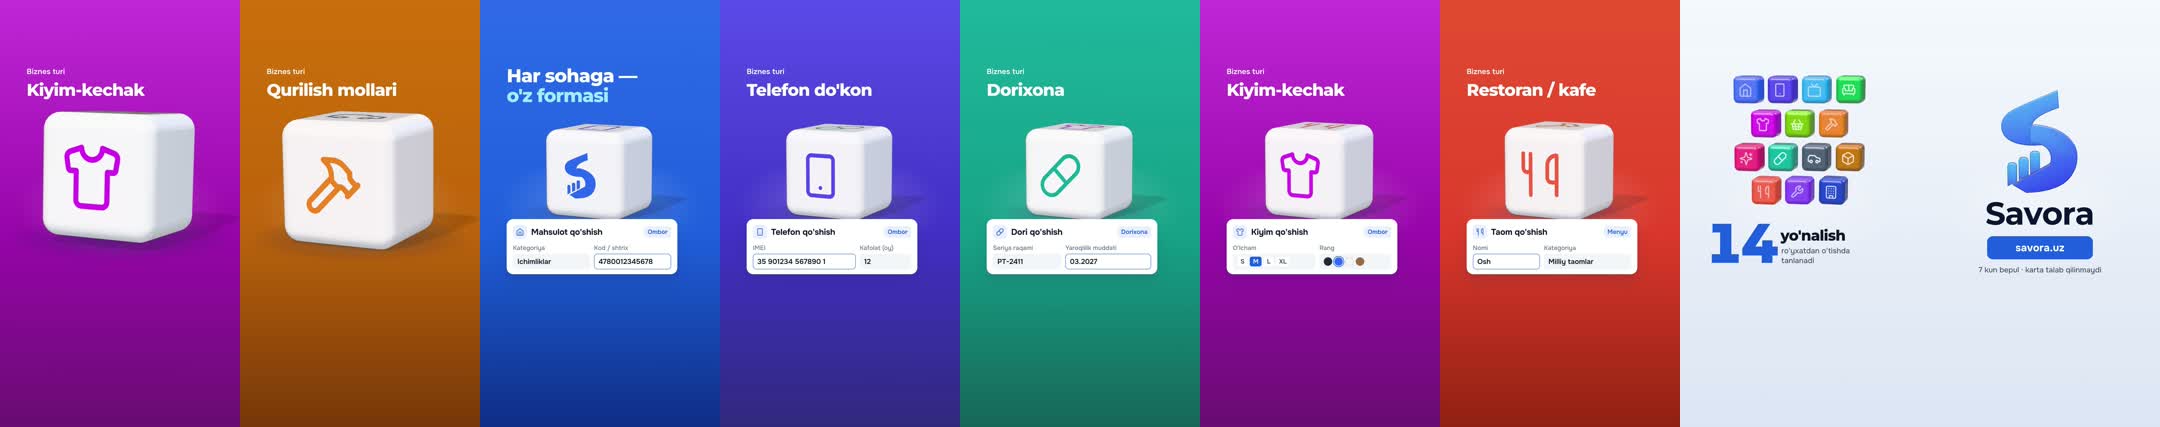 Biznes turi
Kiyim-kechak
Biznes turi
Qurilish mollari
Har sohaga —
o'z formasi
Mahsulot qo'shish
Ombor
Kategoriya
Kod / shtrix
Ichimliklar
4780012345678
Biznes turi
Telefon do'kon
Telefon qo'shish
Ombor
IMEI
Kafolat (oy)
35 901234 567890 1
12
Biznes turi
Dorixona
Dori qo'shish
Dorixona
Seriya raqami
Yaroqlilik muddati
PT-2411
03.2027
Biznes turi
Kiyim-kechak
Kiyim qo'shish
Ombor
O'lcham
Rang
S M L XL
Biznes turi
Restoran / kafe
Taom qo'shish
Menyu
Nomi
Kategoriya
Osh
Milliy taomlar
14 yo'nalish
ro'yxatdan o'tishda
tanlanadi
Savora
savora.uz
7 kun bepul · karta talab qilinmaydi